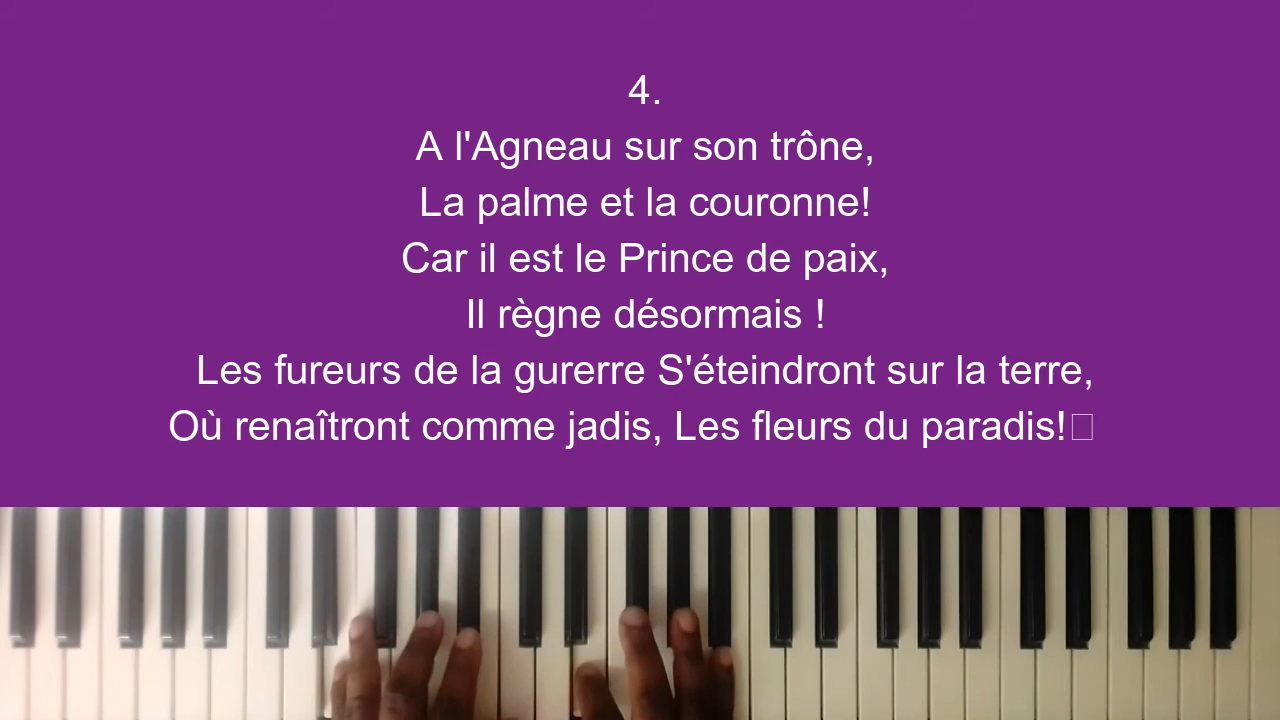 4.
A l'Agneau sur son trône,
La palme et la couronne!
Car il est le Prince de paix,
Il règne désormais !
Les fureurs de la gurerre S'éteindront sur la terre,
Où renaîtront comme jadis, Les fleurs du paradis!